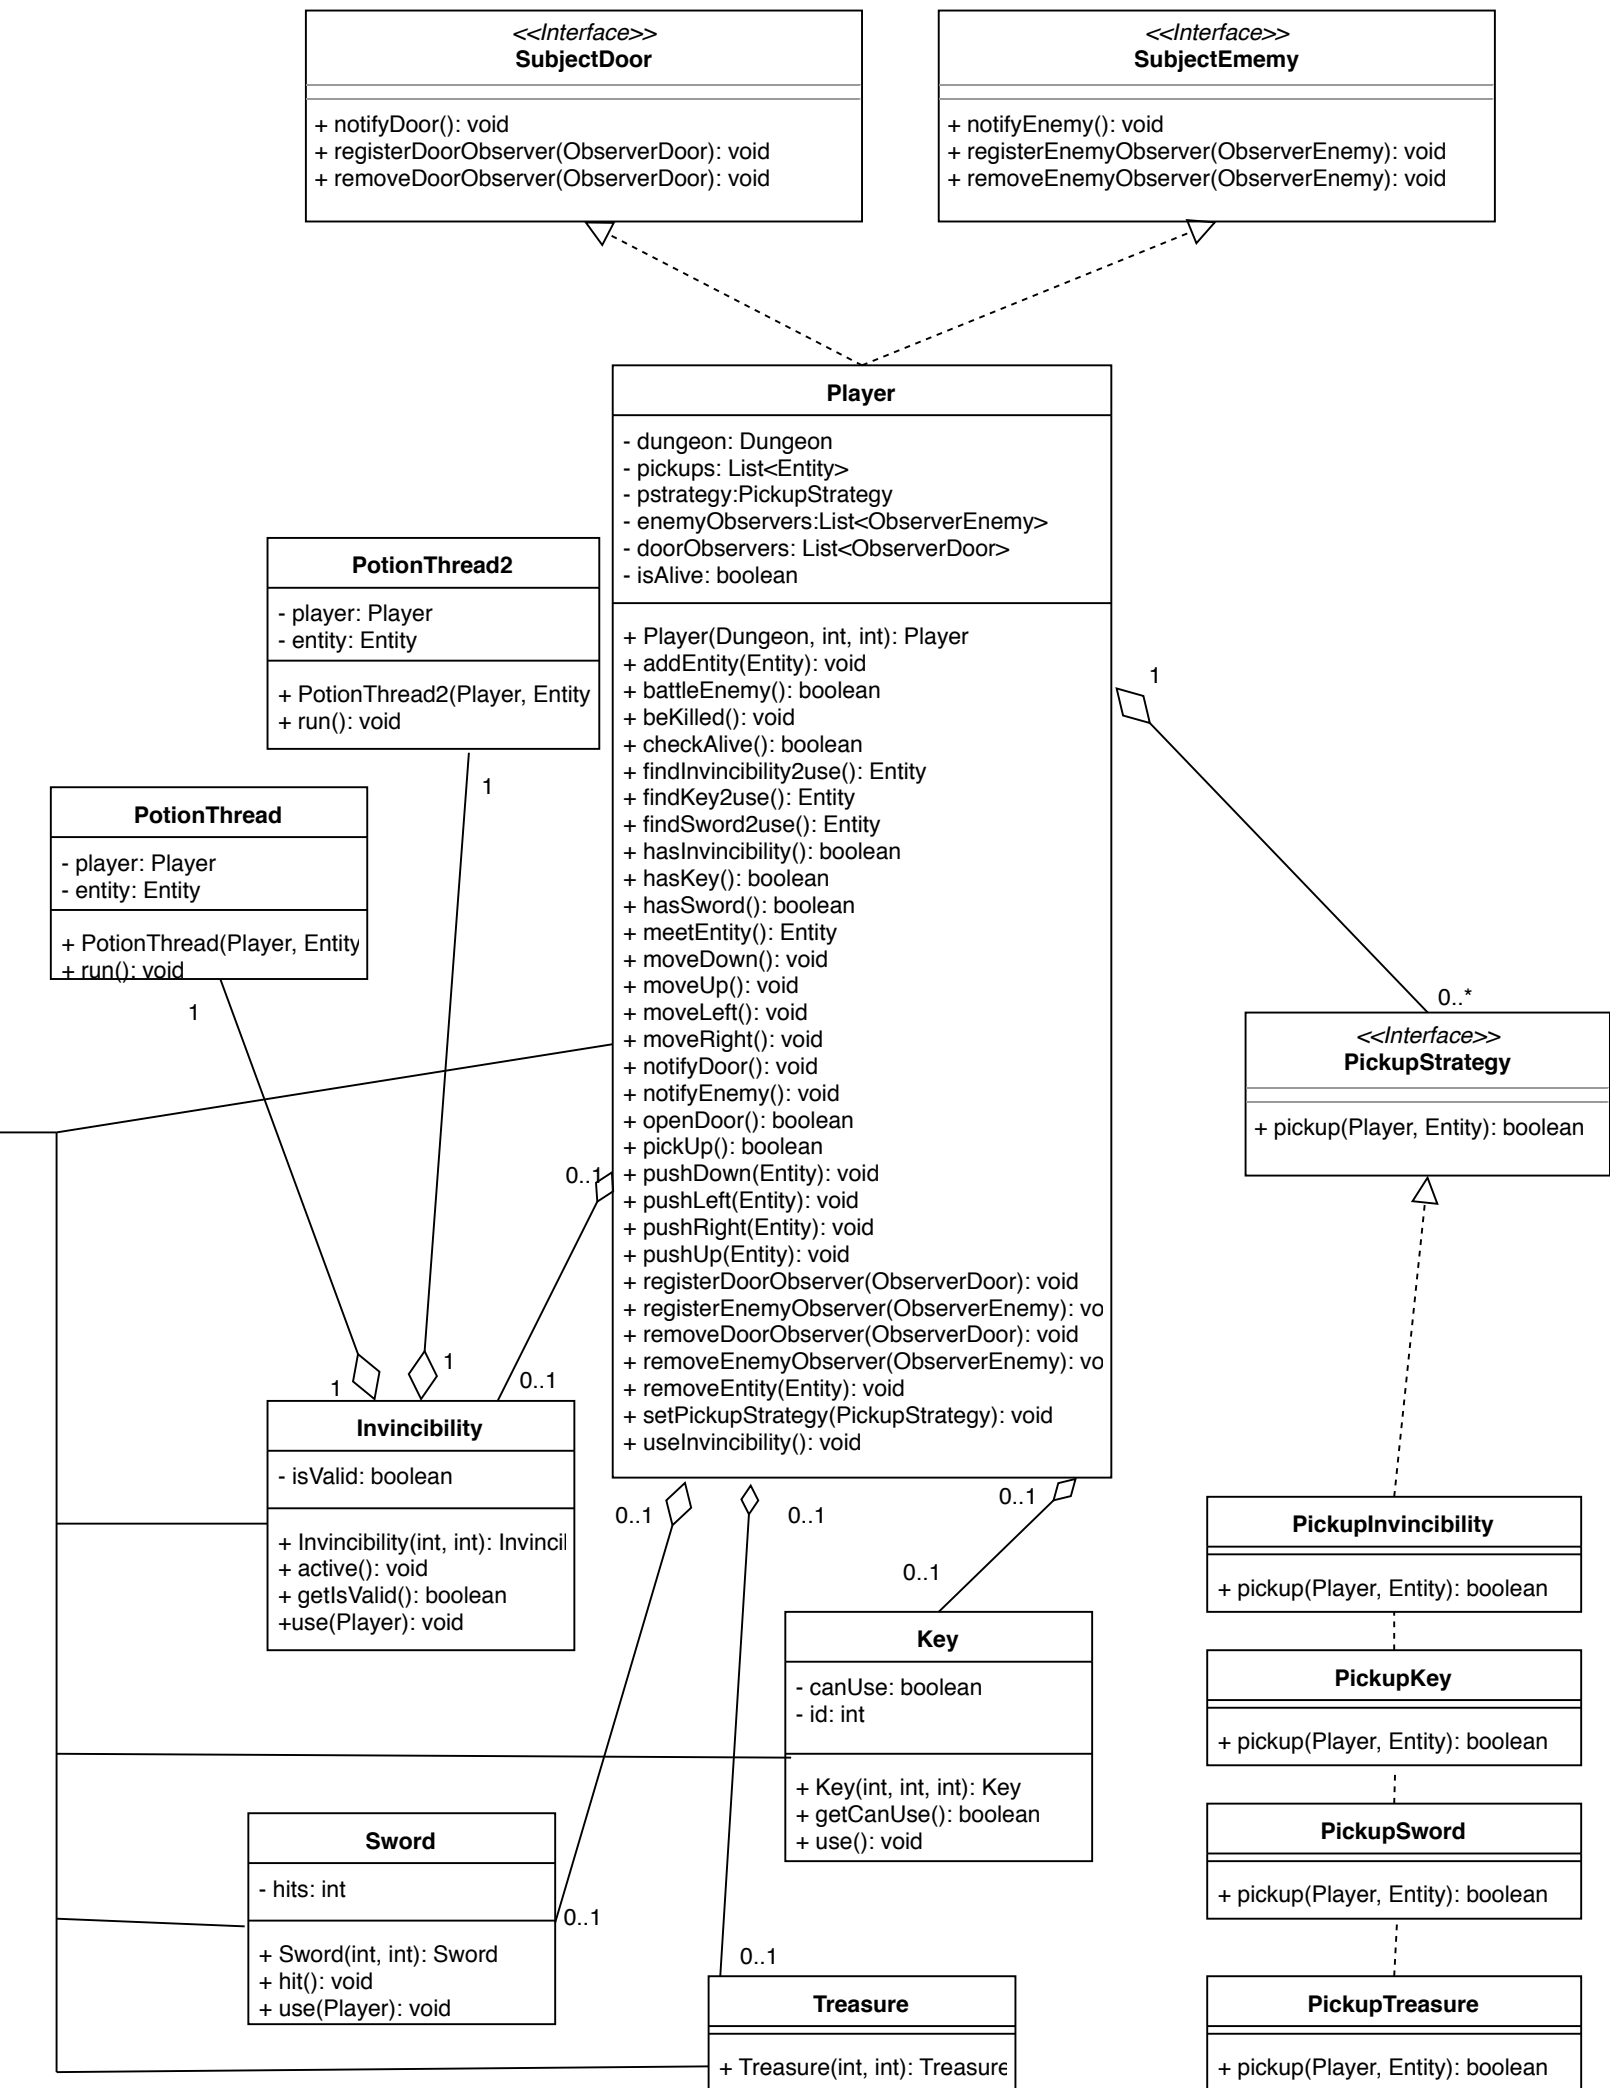 <<Interface>>
SubjectDoor
+ notifyDoor(): void
+ registerDoorObserver(ObserverDoor): void
+ removeDoorObserver(ObserverDoor): void
<<Interface>>
SubjectEmemy
+ notifyEnemy(): void
+ registerEnemyObserver(ObserverEnemy): void
+ removeEnemyObserver(ObserverEnemy): void
Player
- dungeon: Dungeon
- pickups: List<Entity>
- pstrategy:PickupStrategy
- enemyObservers:List<ObserverEnemy>
- doorObservers: List<ObserverDoor>
- isAlive: boolean
+ Player(Dungeon, int, int): Player
+ addEntity(Entity): void
+ battleEnemy(): boolean
+ beKilled(): void
+ checkAlive(): boolean
+ findInvincibility2use(): Entity
+ findKey2use(): Entity
+ findSword2use(): Entity
+ hasInvincibility(): boolean
+ hasKey(): boolean
+ hasSword(): boolean
+ meetEntity(): Entity
+ moveDown(): void
+ moveUp(): void
+ moveLeft(): void
+ moveRight(): void
+ notifyDoor(): void
+ notifyEnemy(): void
+ openDoor(): boolean
+ pickUp(): boolean
+ pushDown(Entity): void
+ pushLeft(Entity): void
+ pushRight(Entity): void
+ pushUp(Entity): void
+ registerDoorObserver(ObserverDoor): void
+ registerEnemyObserver(ObserverEnemy): vo
+ removeDoorObserver(ObserverDoor): void
+ removeEnemyObserver(ObserverEnemy): vo
+ removeEntity(Entity): void
+ setPickupStrategy(PickupStrategy): void
+ useInvincibility(): void
PotionThread2
- player: Player
- entity: Entity
+ PotionThread2(Player, Entity
+ run(): void
1
PotionThread
- player: Player
- entity: Entity
+ PotionThread(Player, Entity
+ run(): void
1
1
0..*
<<Interface>>
PickupStrategy
+ pickup(Player, Entity): boolean
0..1
0..1
1
1
Invincibility
- isValid: boolean
+ Invincibility(int, int): Invincil
+ active(): void
+ getIsValid(): boolean
+use(Player): void
0..1
0..1
0..1
0..1
Key
- canUse: boolean
- id: int
+ Key(int, int, int): Key
+ getCanUse(): boolean
+ use(): void
PickupInvincibility
+ pickup(Player, Entity): boolean
PickupKey
+ pickup(Player, Entity): boolean
PickupSword
+ pickup(Player, Entity): boolean
PickupTreasure
+ pickup(Player, Entity): boolean
Sword
- hits: int
+ Sword(int, int): Sword
+ hit(): void
+ use(Player): void
0..1
0..1
Treasure
+ Treasure(int, int): Treasure